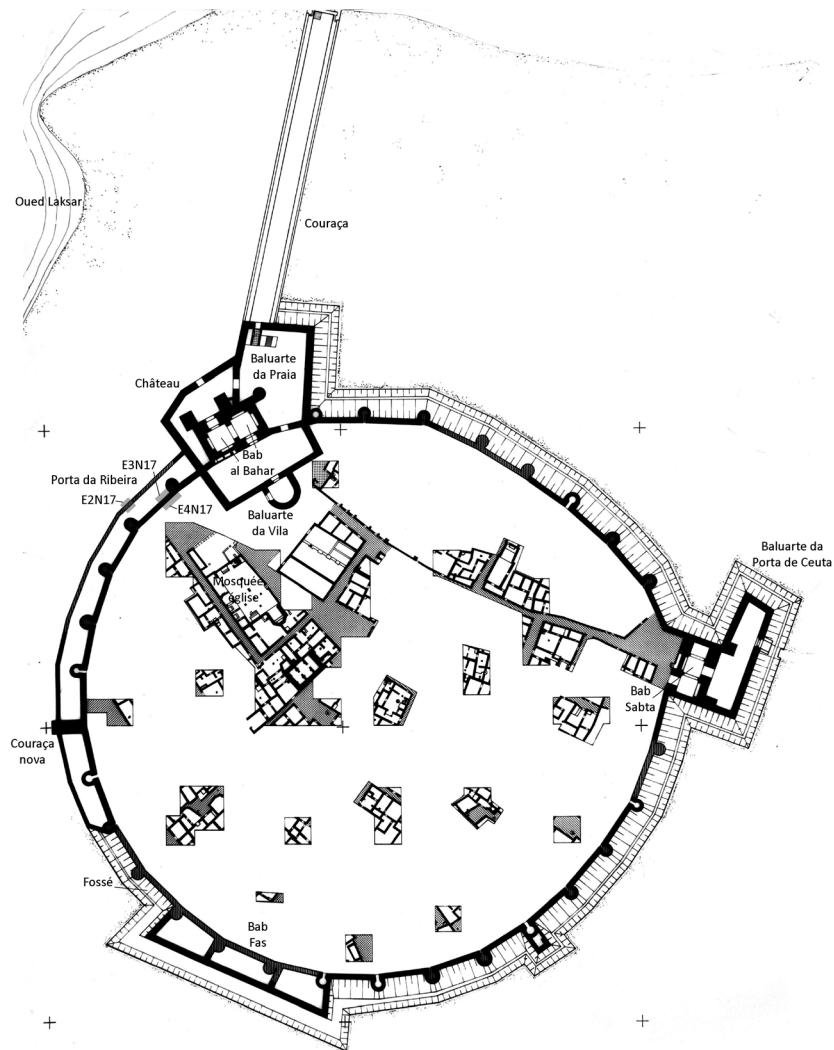 Oued Laksar
Couraça
Baluarte
da Praia
Château
Bab
al Bahar
E3N17
Porta da Ribeira
E2N17
E4N17
Baluarte
da Vila
Baluarte da
Porta de Ceuta
Mosquée,
église
Bab
Sabta
Couraça
nova
Fossé
Bab
Fas